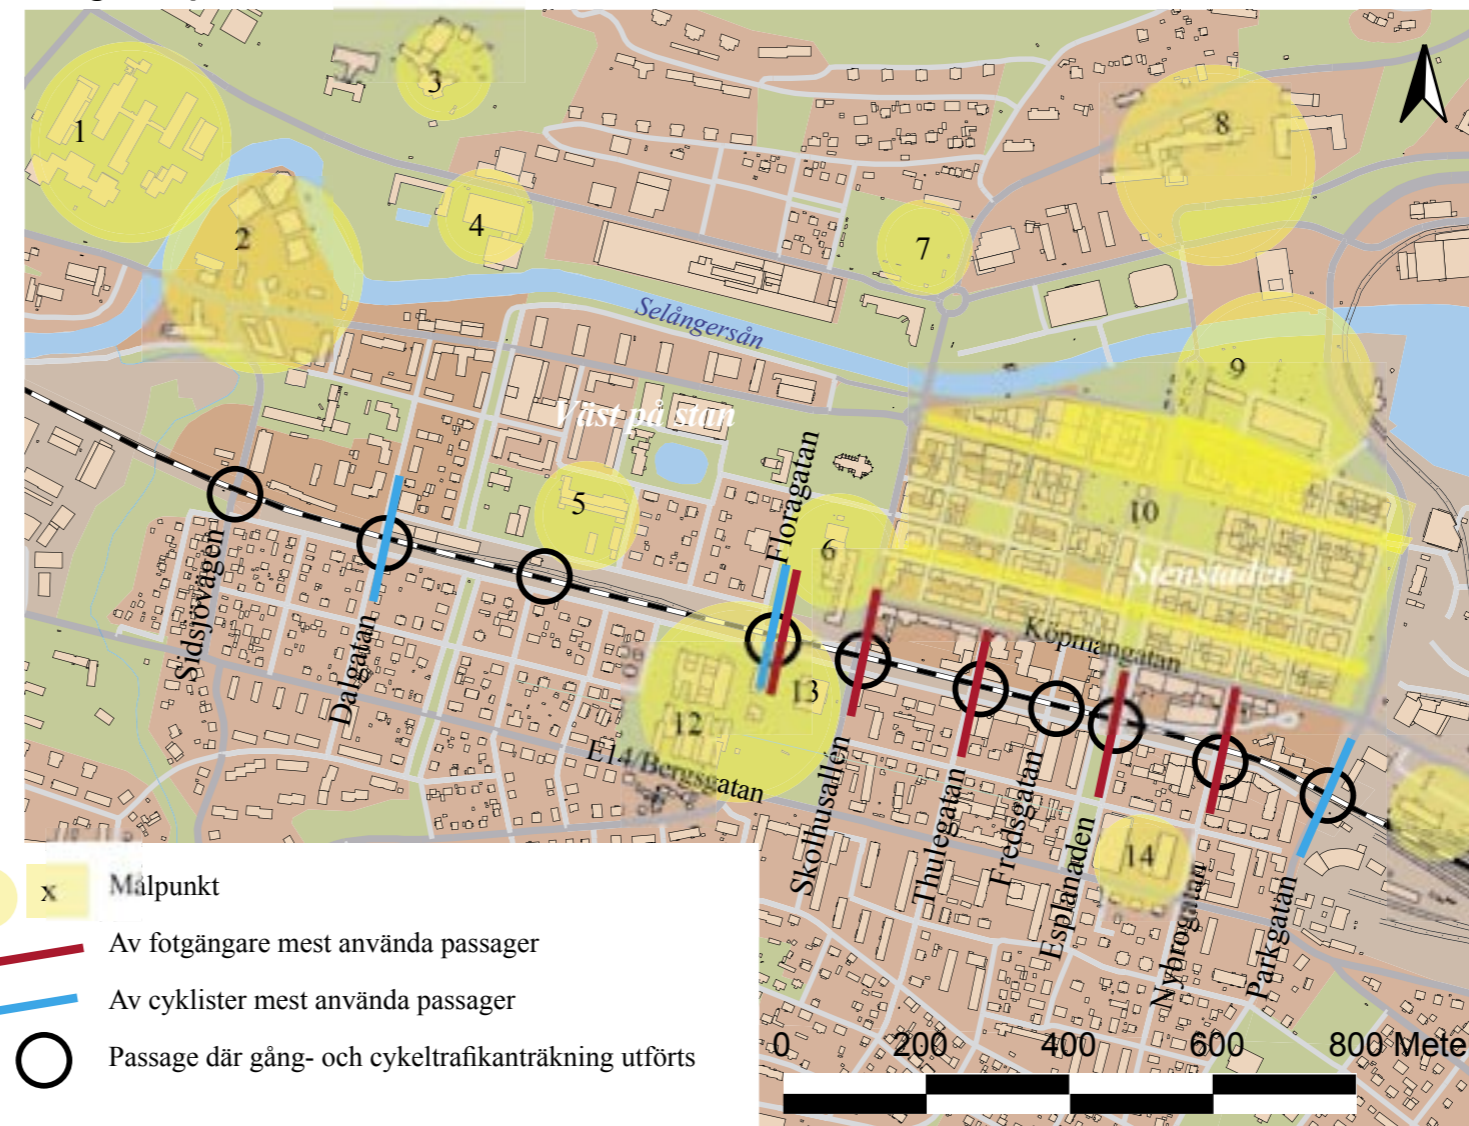 1
3
8
4
2
7
Selångersån
9
Väst på stan
5
Floragatan
10
6
Stenstaden
Köpmangatan
Sidsjövägen
Dalgatan
13
12
E14/Bergsgatan
Skolhusallén
Thulegatan
Fredsgatan
Esplanaden
14
Nybrogatan
Parkgatan
x Målpunkt
Av fotgängare mest använda passager
Av cyklister mest använda passager
Passage där gång- och cykeltrafikanträkning utförts
0 200 400 600 800 Mete